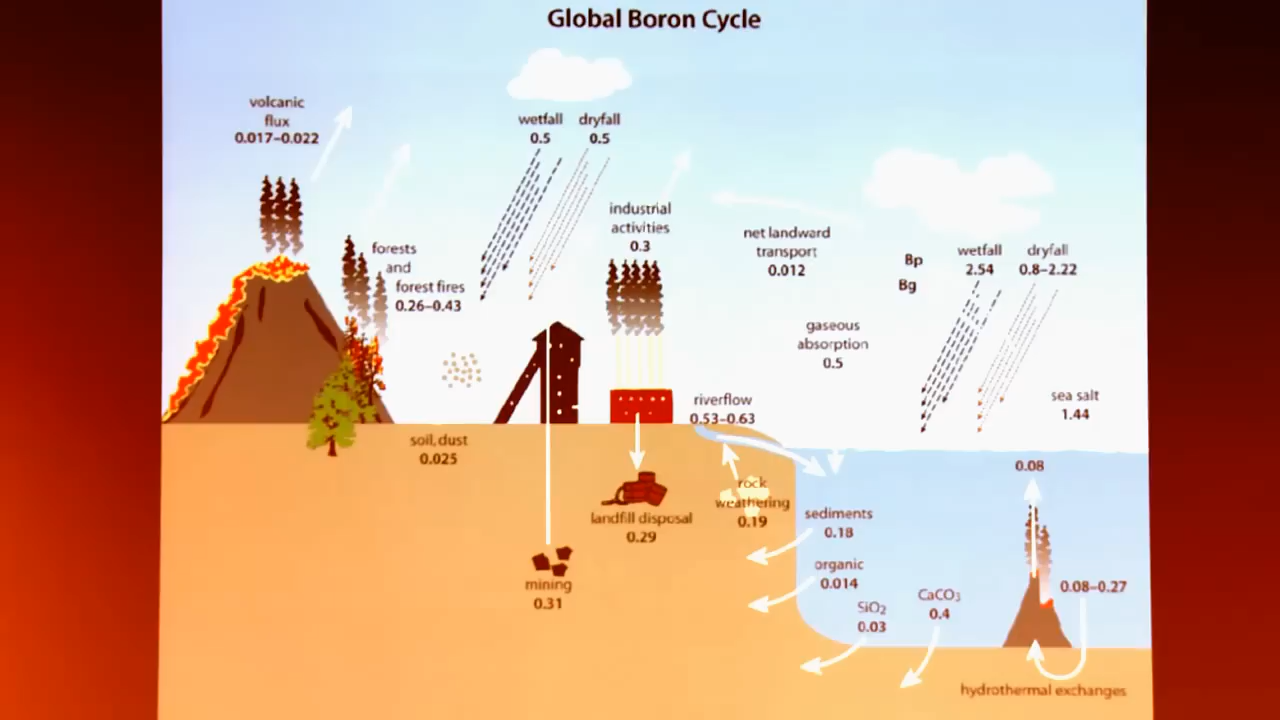 Global Boron Cycle
volcanic
flux
0.017–0.022
wetfall dryfall
0.5 0.5
forests
and
forest fires
0.26–0.43
industrial
activities
0.3
net landward
transport
0.012
Bp
Bg
wetfall dryfall
2.54 0.8–2.22
gaseous
absorption
0.5
sea salt
1.44
riverflow
0.53–0.63
soil, dust
0.025
rock
weathering
0.19
landfill disposal
0.29
mining
0.31
sediments
0.18
organic
0.014
SiO₂
0.03
CaCO₃
0.4
0.08
0.08–0.27
hydrothermal exchanges